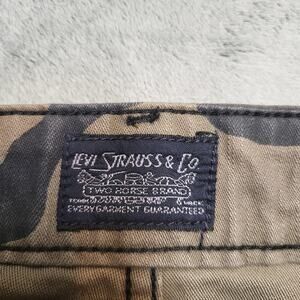 LEVI STRAUSS & CO
TWO HORSE BRAND
EVERY GARMENT GUARANTEED